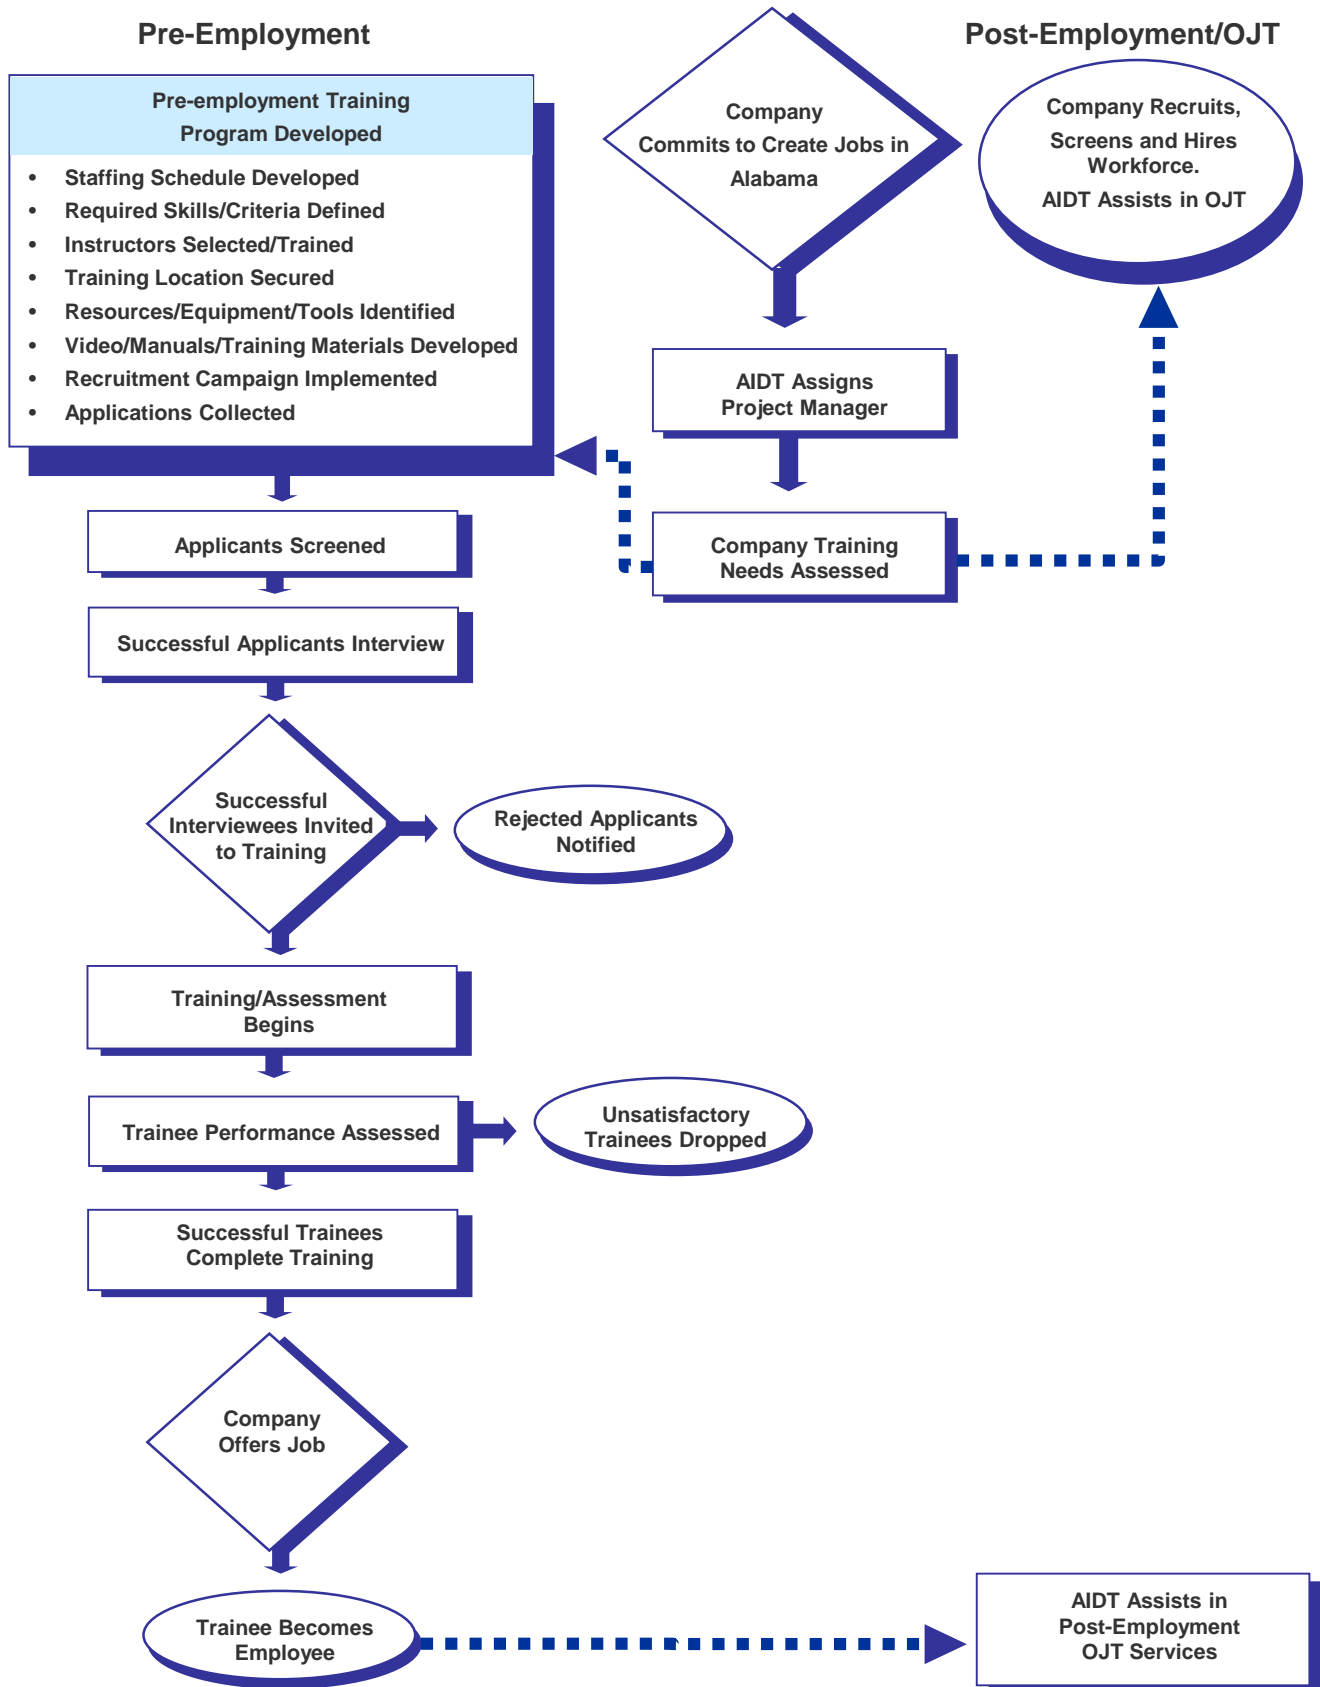 Pre-Employment
Pre-employment Training
Program Developed
• Staffing Schedule Developed
• Required Skills/Criteria Defined
• Instructors Selected/Trained
• Training Location Secured
• Resources/Equipment/Tools Identified
• Video/Manuals/Training Materials Developed
• Recruitment Campaign Implemented
• Applications Collected
Company
Commits to Create Jobs in
Alabama
Post-Employment/OJT
Company Recruits,
Screens and Hires
Workforce.
AIDT Assists in OJT
AIDT Assigns
Project Manager
Company Training
Needs Assessed
Applicants Screened
Successful Applicants Interview
Successful
Interviewees Invited
to Training
Rejected Applicants
Notified
Training/Assessment
Begins
Trainee Performance Assessed
Unsatisfactory
Trainees Dropped
Successful Trainees
Complete Training
Company
Offers Job
Trainee Becomes
Employee
AIDT Assists in
Post-Employment
OJT Services